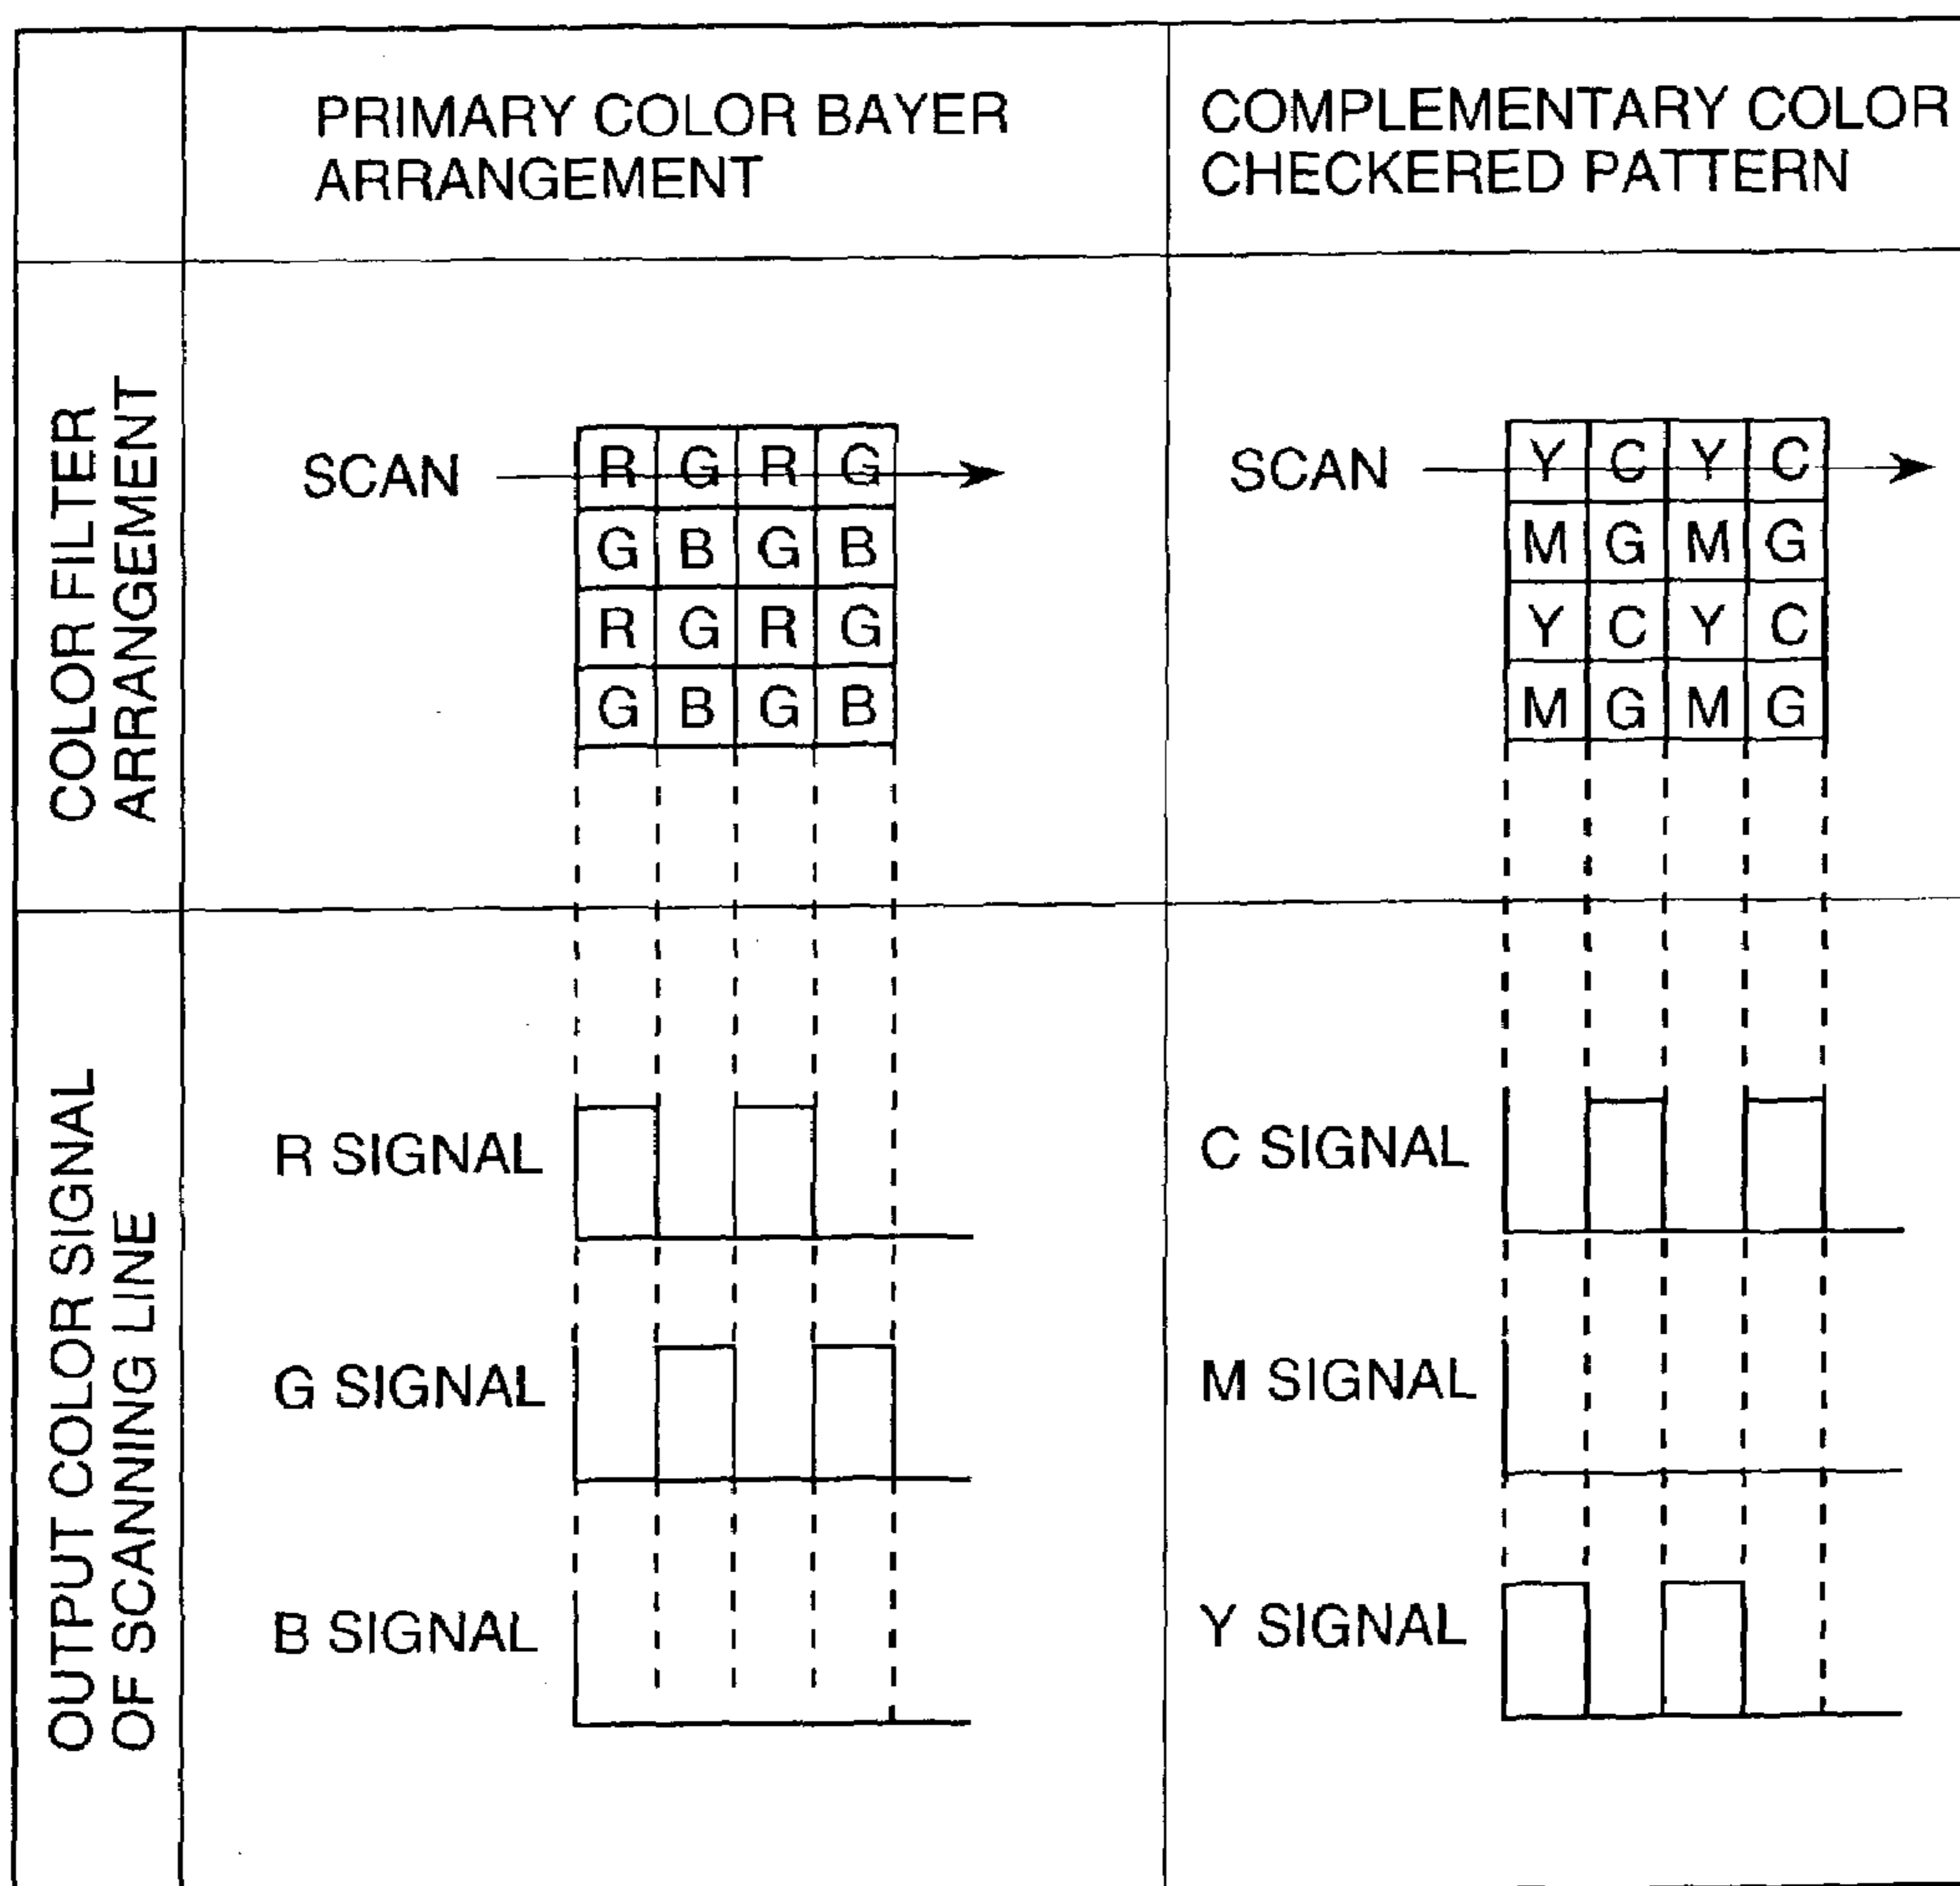 PRIMARY COLOR BAYER
ARRANGEMENT
COMPLEMENTARY COLOR
CHECKERED PATTERN
COLOR FILTER
ARRANGEMENT
SCAN
R G R G
G B G B
R G R G
G B G B
SCAN
Y C Y C
M G M G
Y C Y C
M G M G
OUTPUT COLOR SIGNAL
OF SCANNING LINE
R SIGNAL
G SIGNAL
B SIGNAL
C SIGNAL
M SIGNAL
Y SIGNAL